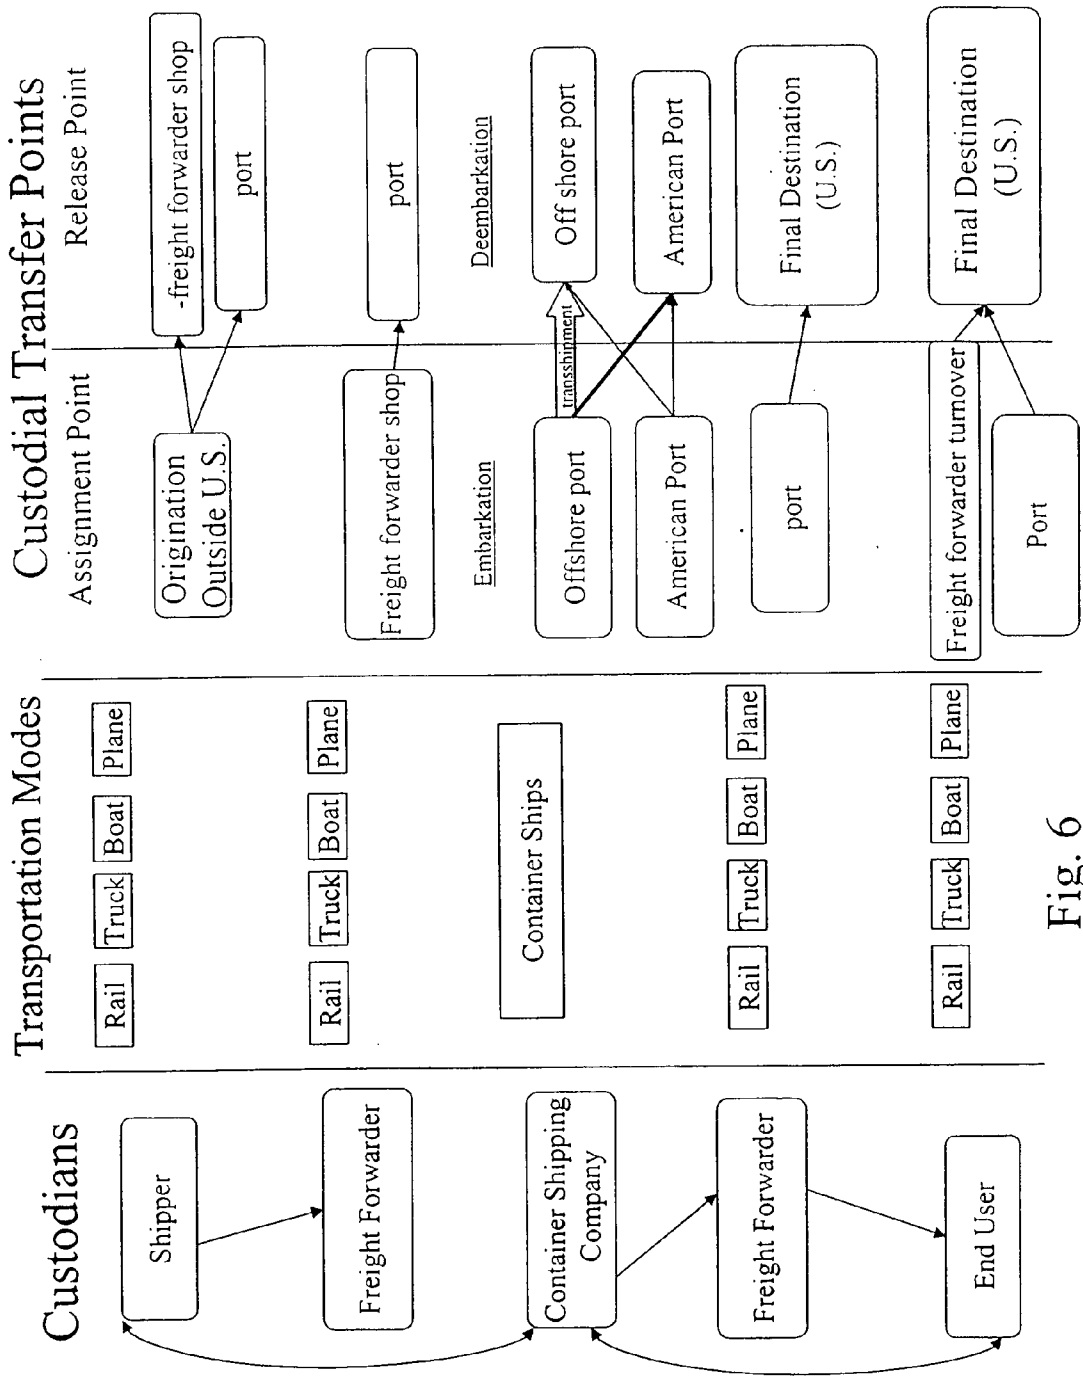 Custodians
Transportation Modes
Custodial Transfer Points
Assignment Point
Release Point
Shipper
Rail
Truck
Boat
Plane
Origination
Outside U.S.
-freight forwarder shop
port
Freight Forwarder
Rail
Truck
Boat
Plane
Freight forwarder shop
port
Embarkation
Deembarkation
Container Shipping
Company
Container Ships
Offshore port
transshinment
Off shore port
American Port
American Port
Freight Forwarder
Rail
Truck
Boat
Plane
port
Final Destination
(U.S.)
End User
Rail
Truck
Boat
Plane
Freight forwarder turnover
Port
Final Destination
(U.S.)
Fig. 6